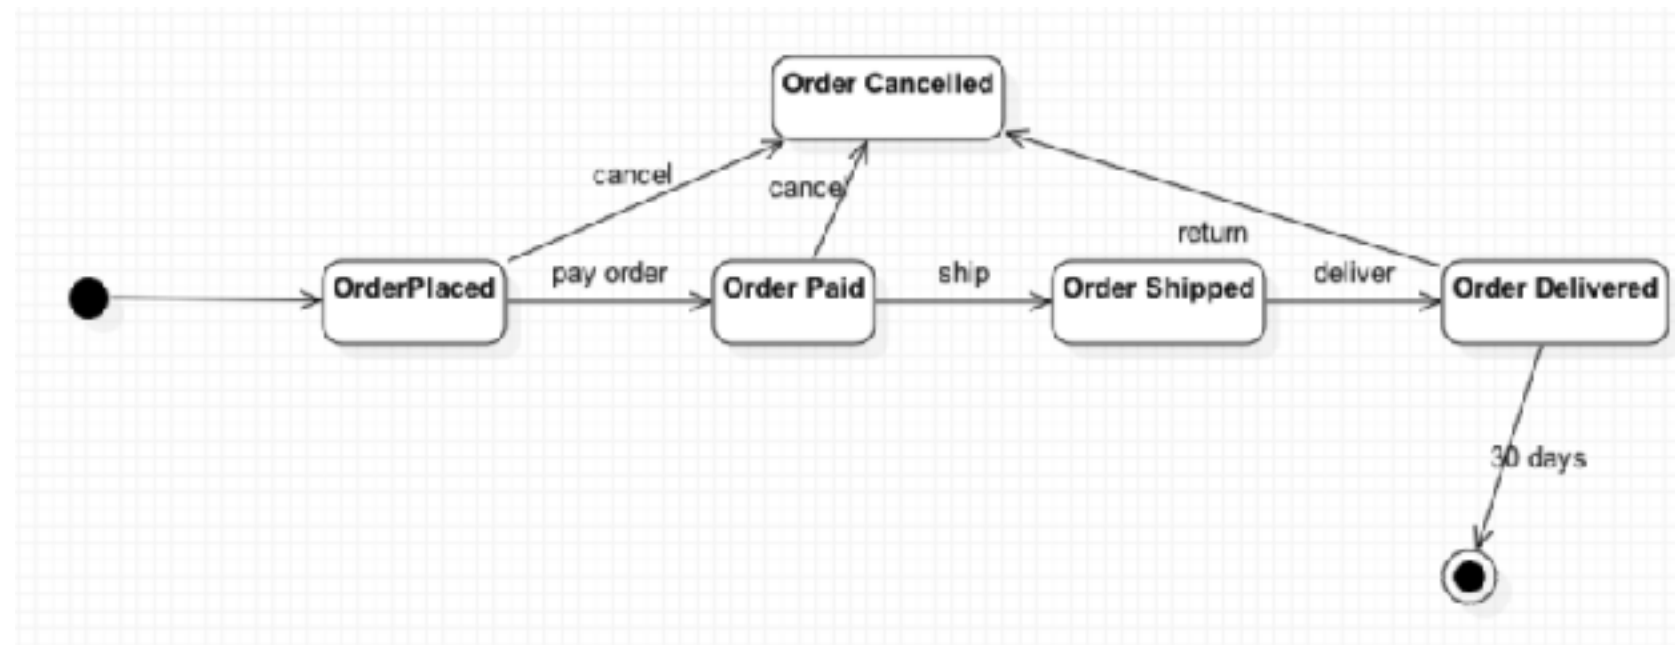 Order Cancelled
cancel
cancel
return
OrderPlaced
pay order
Order Paid
ship
Order Shipped
deliver
Order Delivered
30 days